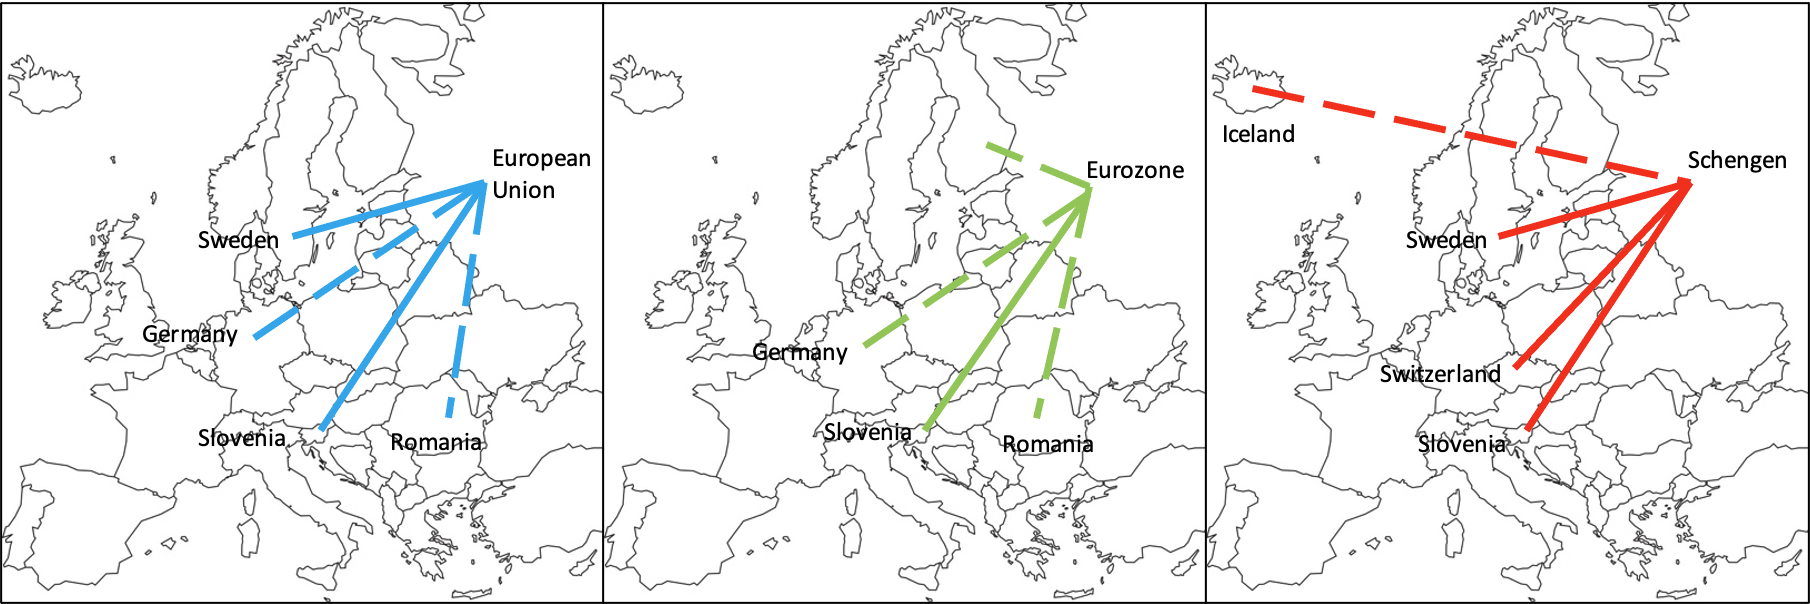 European
Union
Sweden
Germany
Slovenia
Romania
Eurozone
Germany
Slovenia
Romania
Iceland
Schengen
Sweden
Switzerland
Slovenia